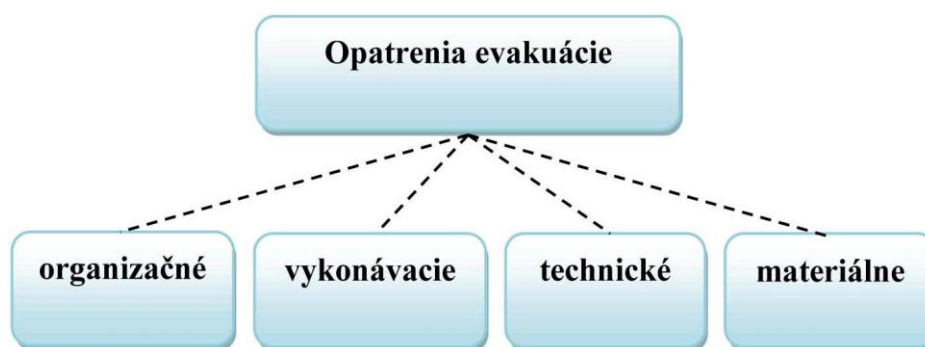 Opatrenia evakuácie
organizačné
vykonávacie
technické
materiálne